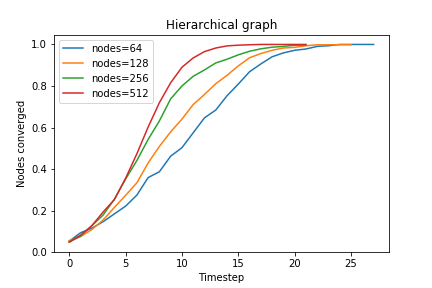 Hierarchical graph
nodes=64
nodes=128
nodes=256
nodes=512
Nodes converged
1.0
0.8
0.6
0.4
0.2
0.0
0 5 10 15 20 25
Timestep